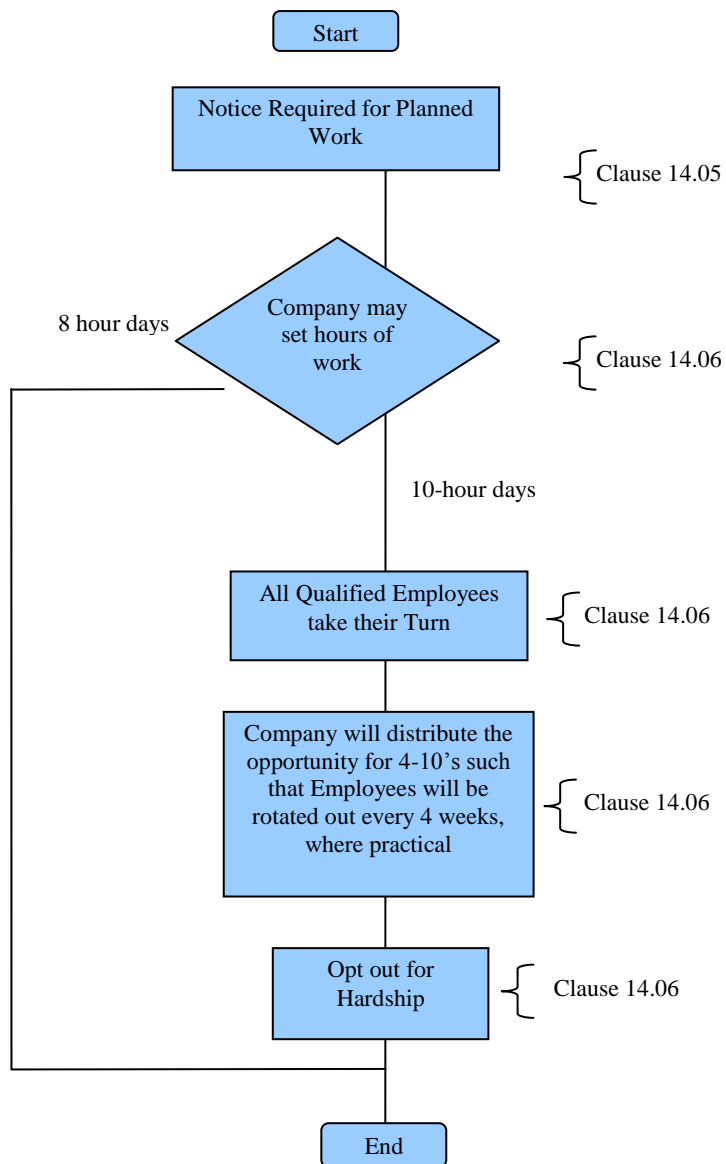 Start
Notice Required for Planned
Work
Clause 14.05
Company may
set hours of
work
8 hour days
Clause 14.06
10-hour days
All Qualified Employees
take their Turn
Clause 14.06
Company will distribute the
opportunity for 4-10’s such
that Employees will be
rotated out every 4 weeks,
where practical
Clause 14.06
Opt out for
Hardship
Clause 14.06
End